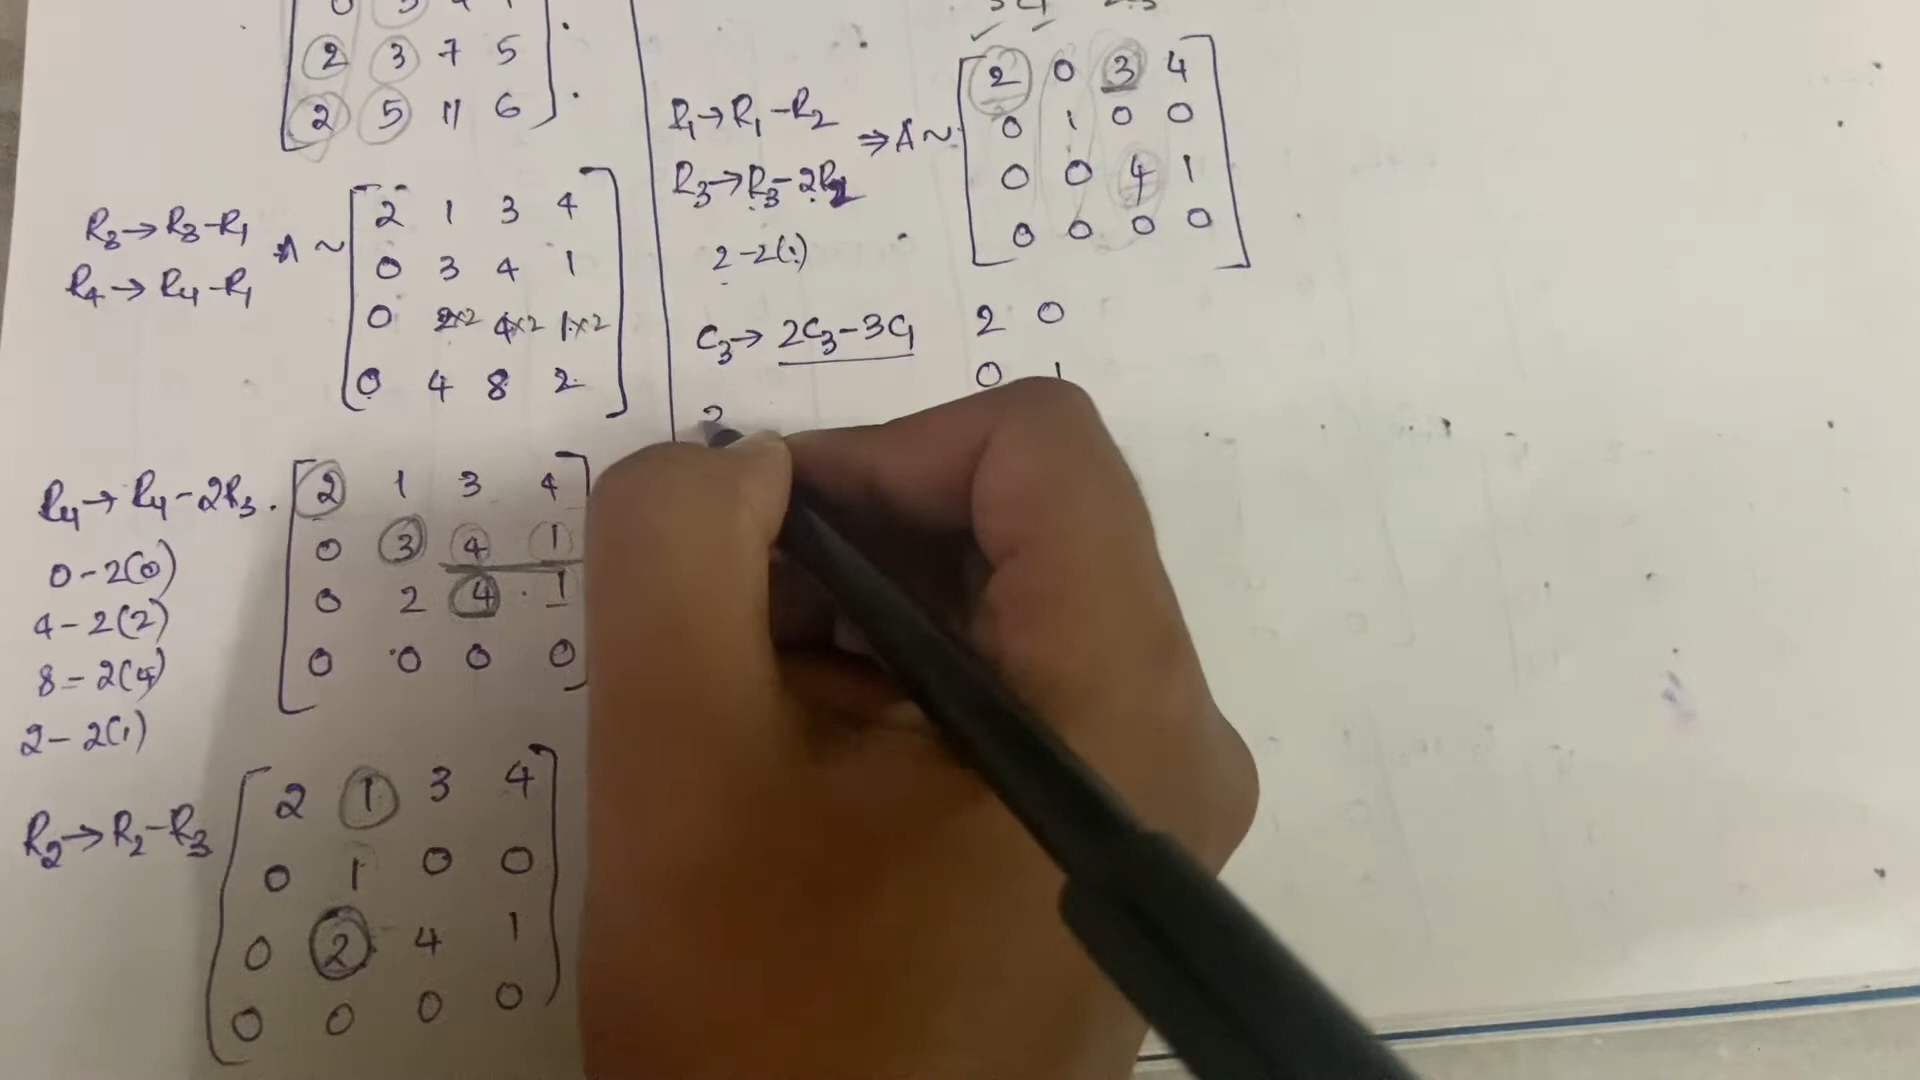 2 3 7 5
2 5 11 6
R3→R3-R1
R4→R4-R1
A ~
2 1 3 4
0 3 4 1
0 2×2 4×2 1×2
0 4 8 2
R4→R4-2R3.
0-2(0)
4-2(2)
8-2(4)
2-2(1)
2 1 3 4
0 3 4 1
0 2 4 1
0 0 0 0
R2→R2-R3
2 1 3 4
0 1 0 0
0 2 4 1
0 0 0 0
R1→R1-R2
R3→R3-2R2
⇒A~
2 0 3 4
0 1 0 0
0 0 4 1
0 0 0 0
2-2(1)
C3→2C3-3C1
2 0
0 1
2